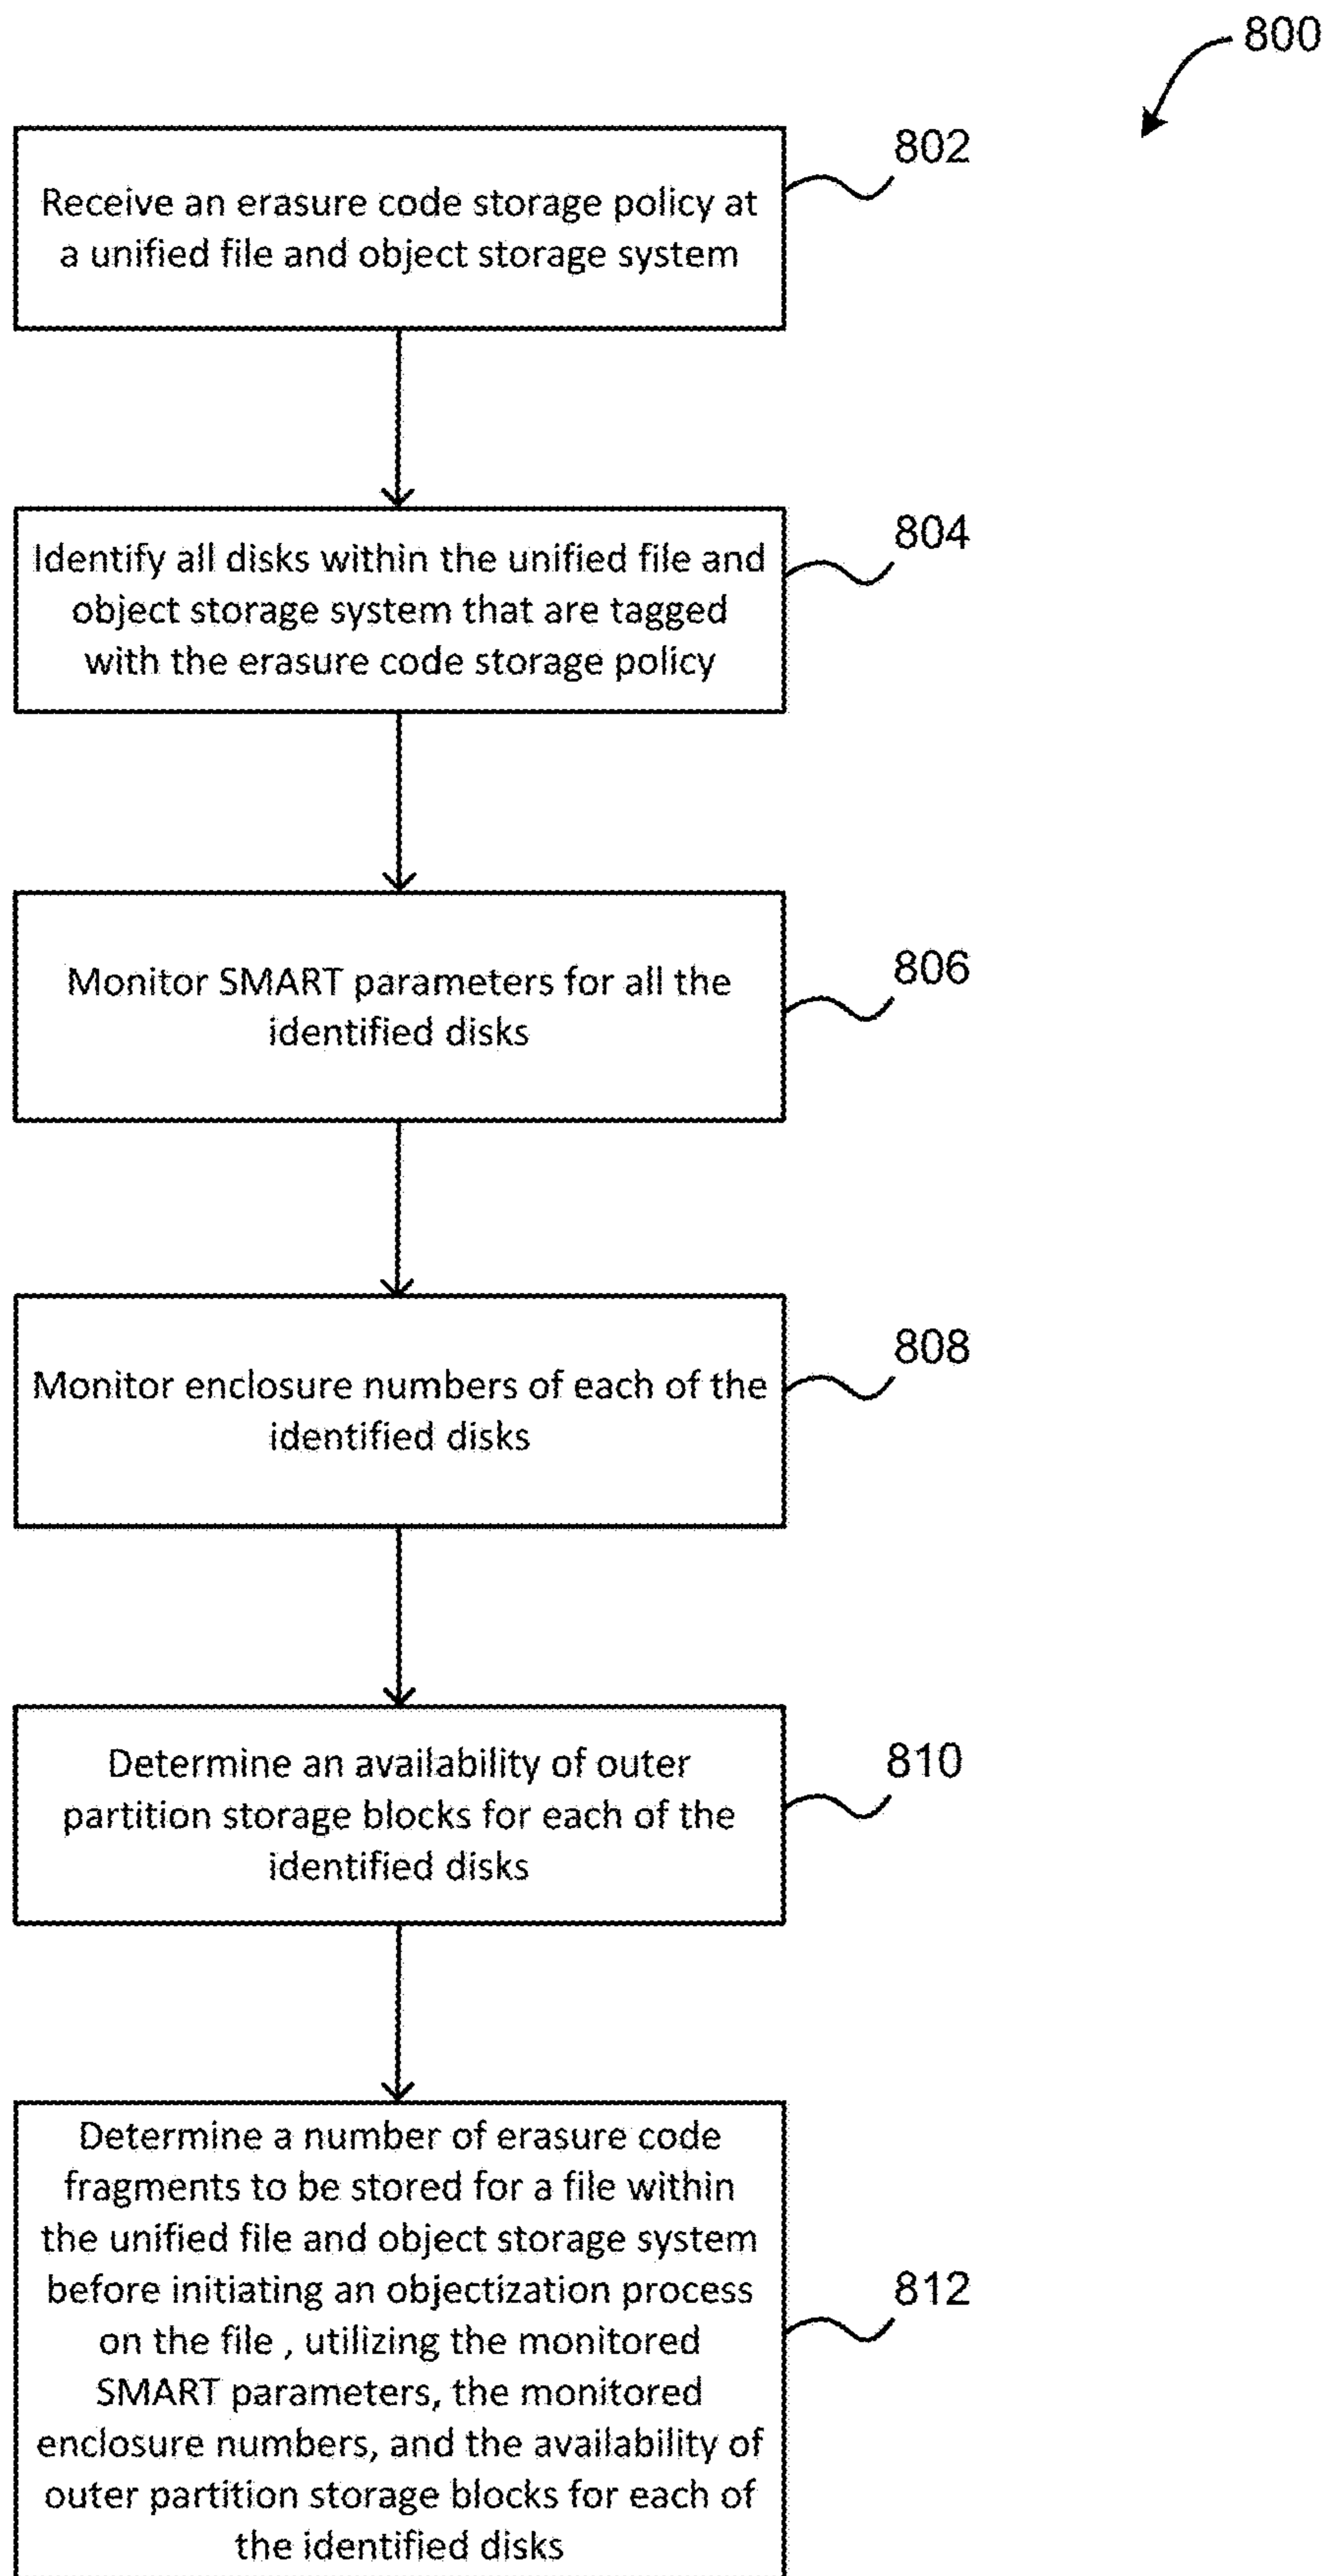 800
802
Receive an erasure code storage policy at
a unified file and object storage system
804
Identify all disks within the unified file and
object storage system that are tagged
with the erasure code storage policy
806
Monitor SMART parameters for all the
identified disks
808
Monitor enclosure numbers of each of the
identified disks
810
Determine an availability of outer
partition storage blocks for each of the
identified disks
812
Determine a number of erasure code
fragments to be stored for a file within
the unified file and object storage system
before initiating an objectization process
on the file , utilizing the monitored
SMART parameters, the monitored
enclosure numbers, and the availability of
outer partition storage blocks for each of
the identified disks